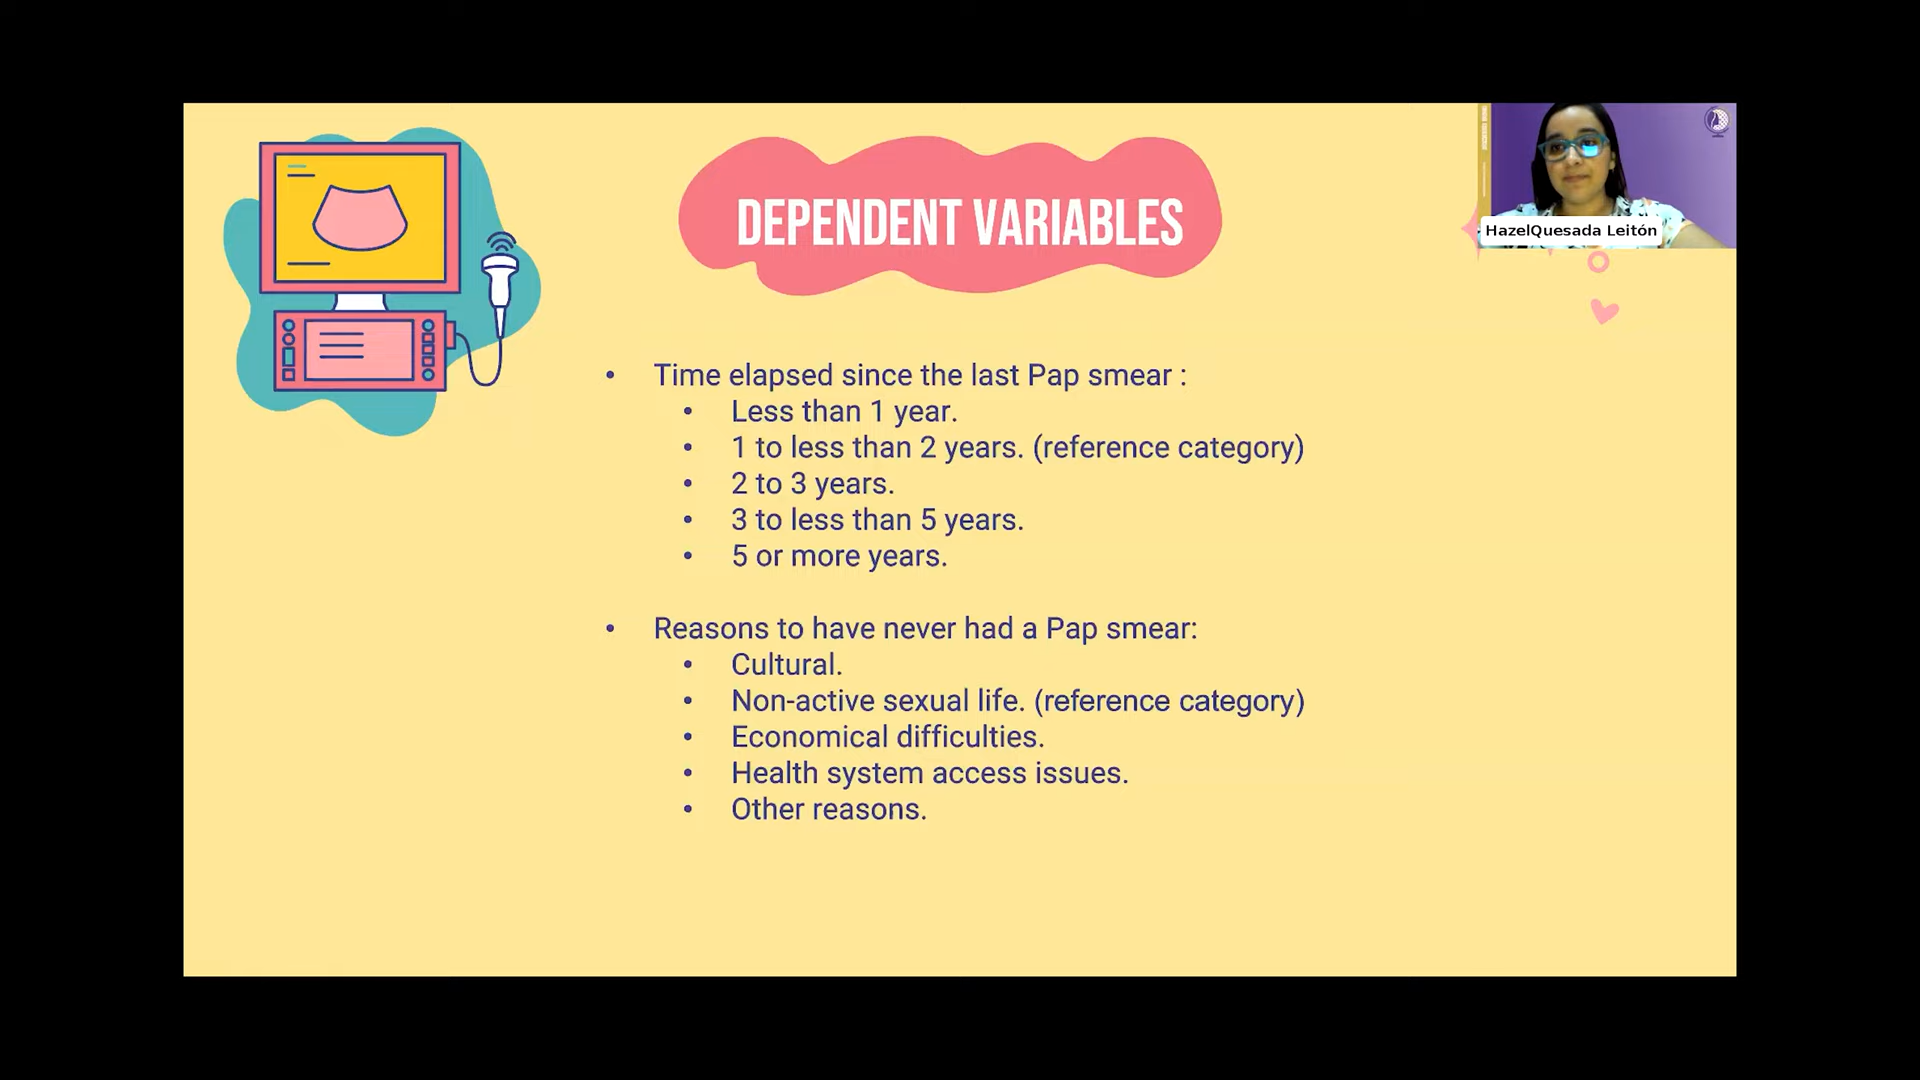 DEPENDENT VARIABLES
HazelQuesada Leitón
• Time elapsed since the last Pap smear :
• Less than 1 year.
• 1 to less than 2 years. (reference category)
• 2 to 3 years.
• 3 to less than 5 years.
• 5 or more years.
• Reasons to have never had a Pap smear:
• Cultural.
• Non-active sexual life. (reference category)
• Economical difficulties.
• Health system access issues.
• Other reasons.